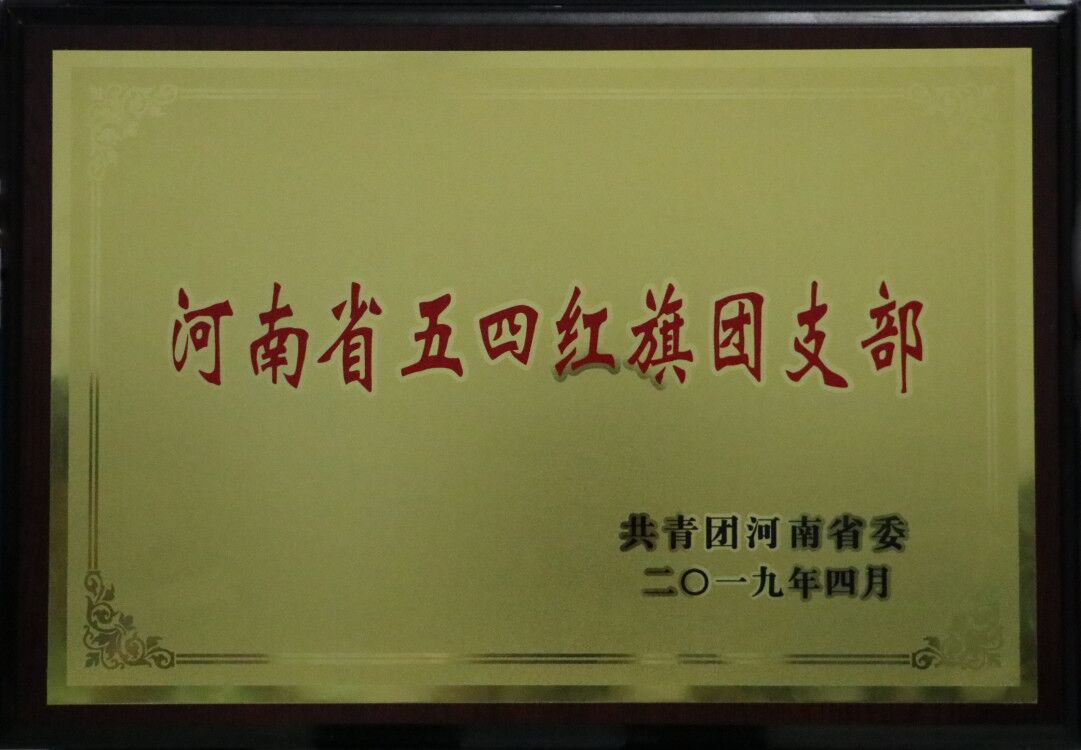 河南省五四红旗团支部
共青团河南省委
二〇一九年四月